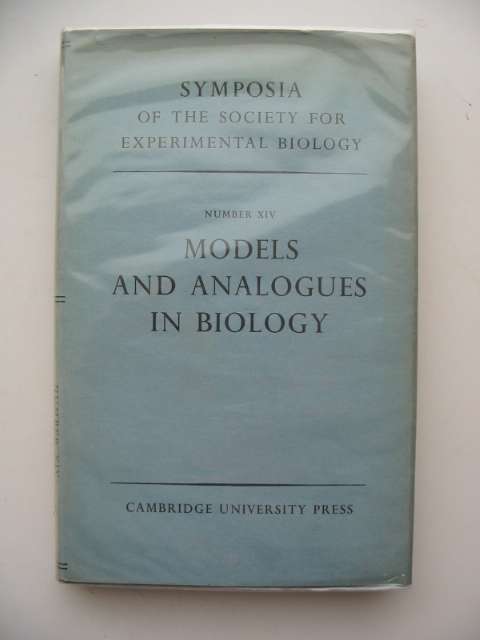 SYMPOSIA
OF THE SOCIETY FOR
EXPERIMENTAL BIOLOGY
NUMBER XIV
MODELS
AND ANALOGUES
IN BIOLOGY
CAMBRIDGE UNIVERSITY PRESS